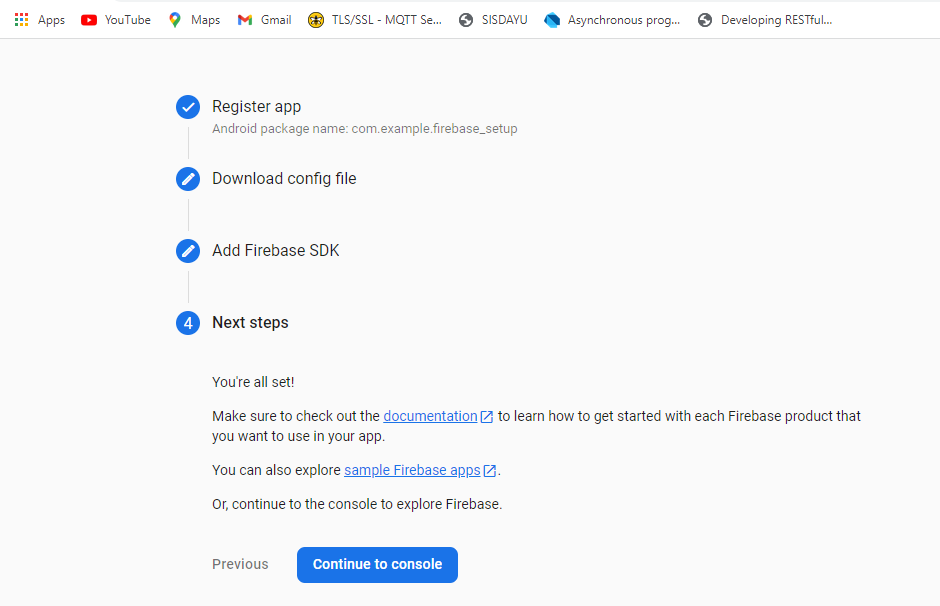 Apps YouTube Maps Gmail TLS/SSL - MQTT Se... SISDAYU Asynchronous prog... Developing RESTful...
Register app
Android package name: com.example.firebase_setup
Download config file
Add Firebase SDK
4 Next steps
You're all set!
Make sure to check out the documentation to learn how to get started with each Firebase product that
you want to use in your app.
You can also explore sample Firebase apps.
Or, continue to the console to explore Firebase.
Previous Continue to console